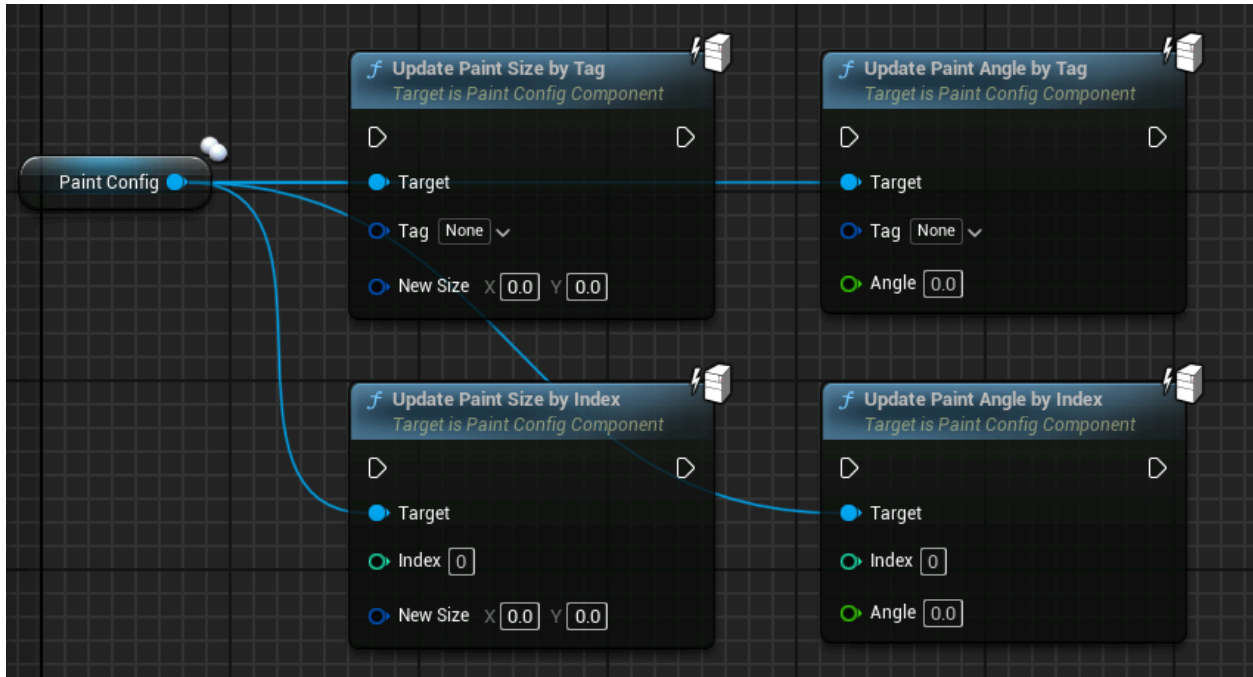 Update Paint Size by Tag
Target is Paint Config Component
Target
Tag None
New Size X 0.0 Y 0.0
Update Paint Angle by Tag
Target is Paint Config Component
Target
Tag None
Angle 0.0
Paint Config
Update Paint Size by Index
Target is Paint Config Component
Target
Index 0
New Size X 0.0 Y 0.0
Update Paint Angle by Index
Target is Paint Config Component
Target
Index 0
Angle 0.0